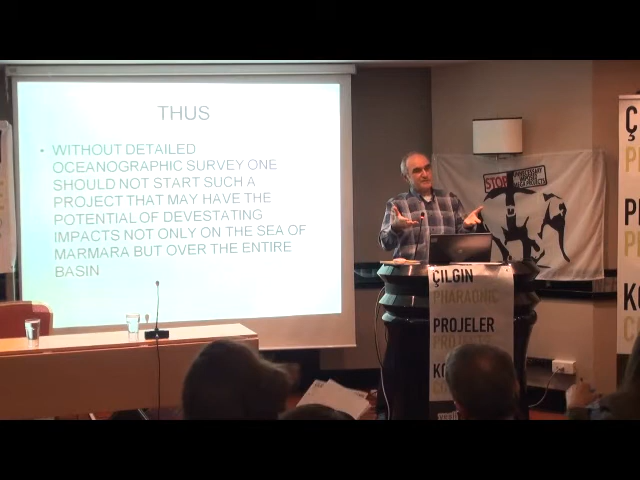 THUS
• WITHOUT DETAILED
OCEANOGRAPHIC SURVEY ONE
SHOULD NOT START SUCH A
PROJECT THAT MAY HAVE THE
POTENTIAL OF DEVESTATING
IMPACTS NOT ONLY ON THE SEA OF
MARMARA BUT OVER THE ENTIRE
BASIN
STOP
ÇILGIN
PHARAONIC
PROJELER
PROJECTS